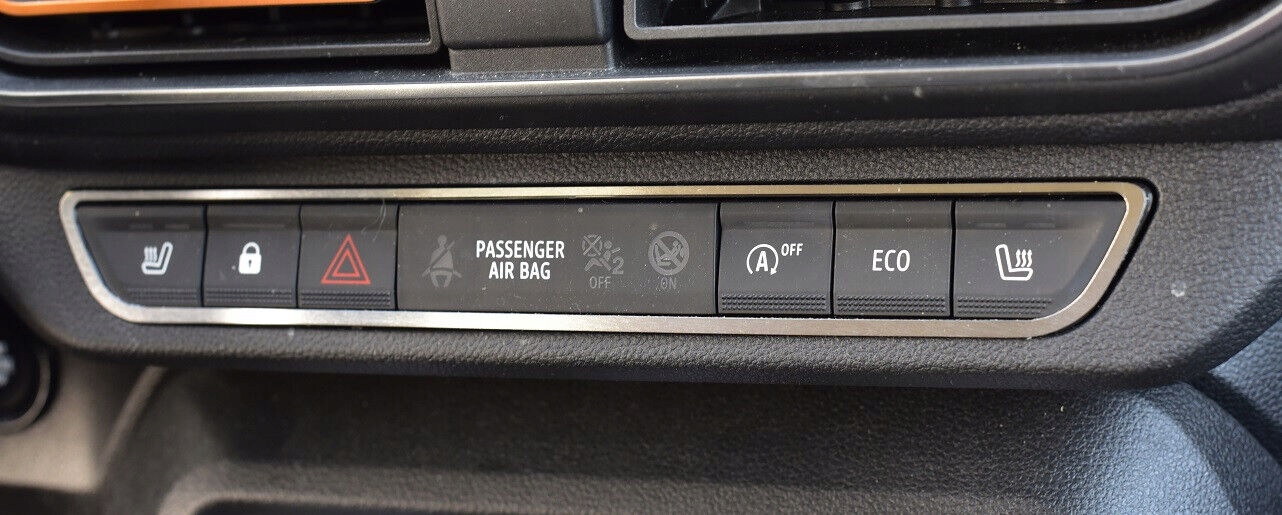 PASSENGER
AIR BAG
2
OFF
ON
A OFF
ECO